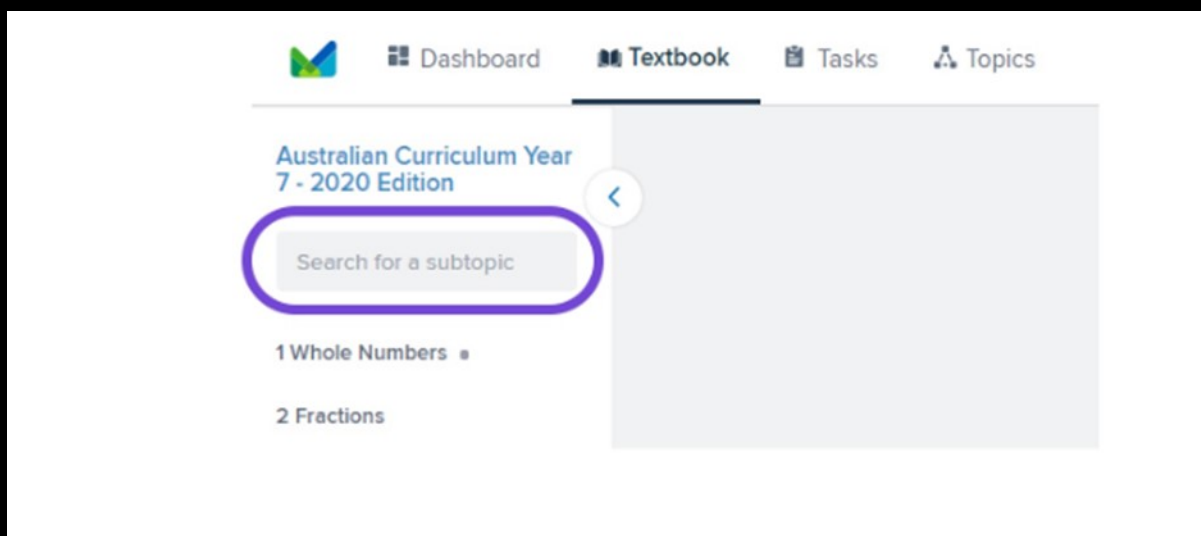 Dashboard Textbook Tasks Topics
Australian Curriculum Year
7 - 2020 Edition
Search for a subtopic
1 Whole Numbers
2 Fractions